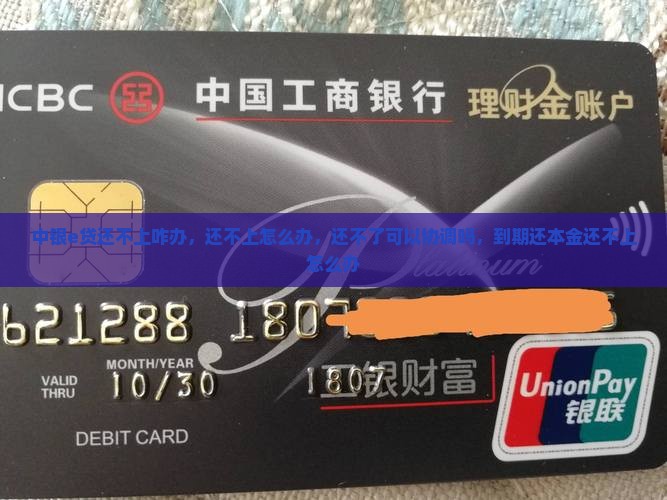 ICBC 中国工商银行 理财金账户
中银e贷还不上咋办，还不上怎么办，还不了可以协调吗，到期还本金还不上
怎么办
Platinum
621288 1807
MONTH/YEAR
VALID
THRU
10/30 1807
银财富
UnionPay
银联
DEBIT CARD